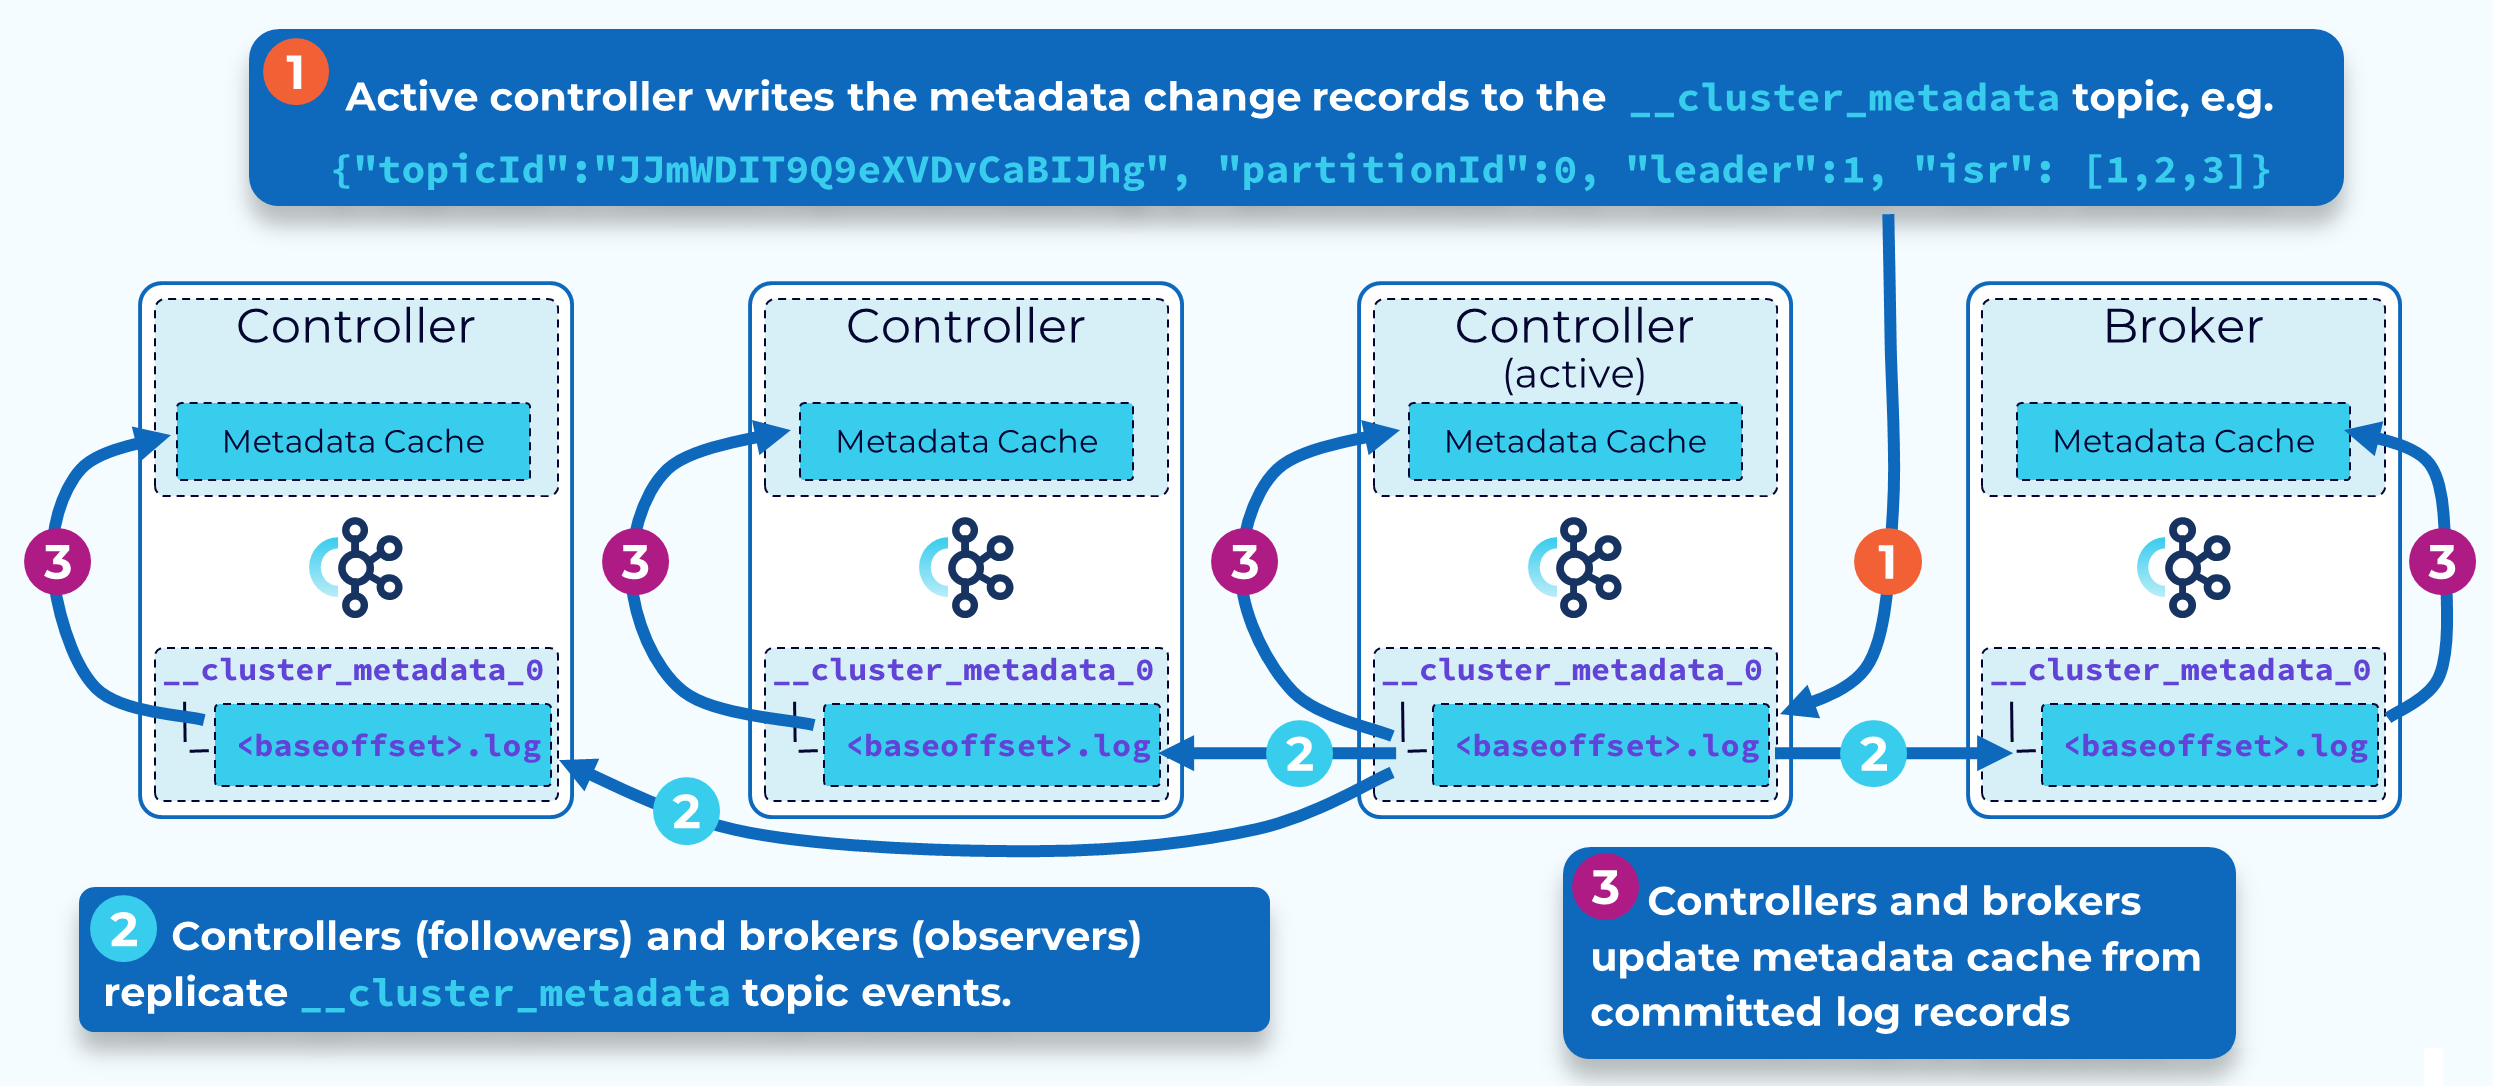 1
Active controller writes the metadata change records to the __cluster_metadata topic, e.g.
{"topicId":"JJmWDIT9Q9eXVDvCaBIJhg", "partitionId":0, "leader":1, "isr": [1,2,3]}
Controller
Metadata Cache
3
__cluster_metadata_0
<baseoffset>.log
Controller
Metadata Cache
3
__cluster_metadata_0
<baseoffset>.log
Controller
(active)
Metadata Cache
3
__cluster_metadata_0
<baseoffset>.log
1
Broker
Metadata Cache
3
__cluster_metadata_0
<baseoffset>.log
2
2
2
2
Controllers (followers) and brokers (observers)
replicate __cluster_metadata topic events.
3
Controllers and brokers
update metadata cache from
committed log records